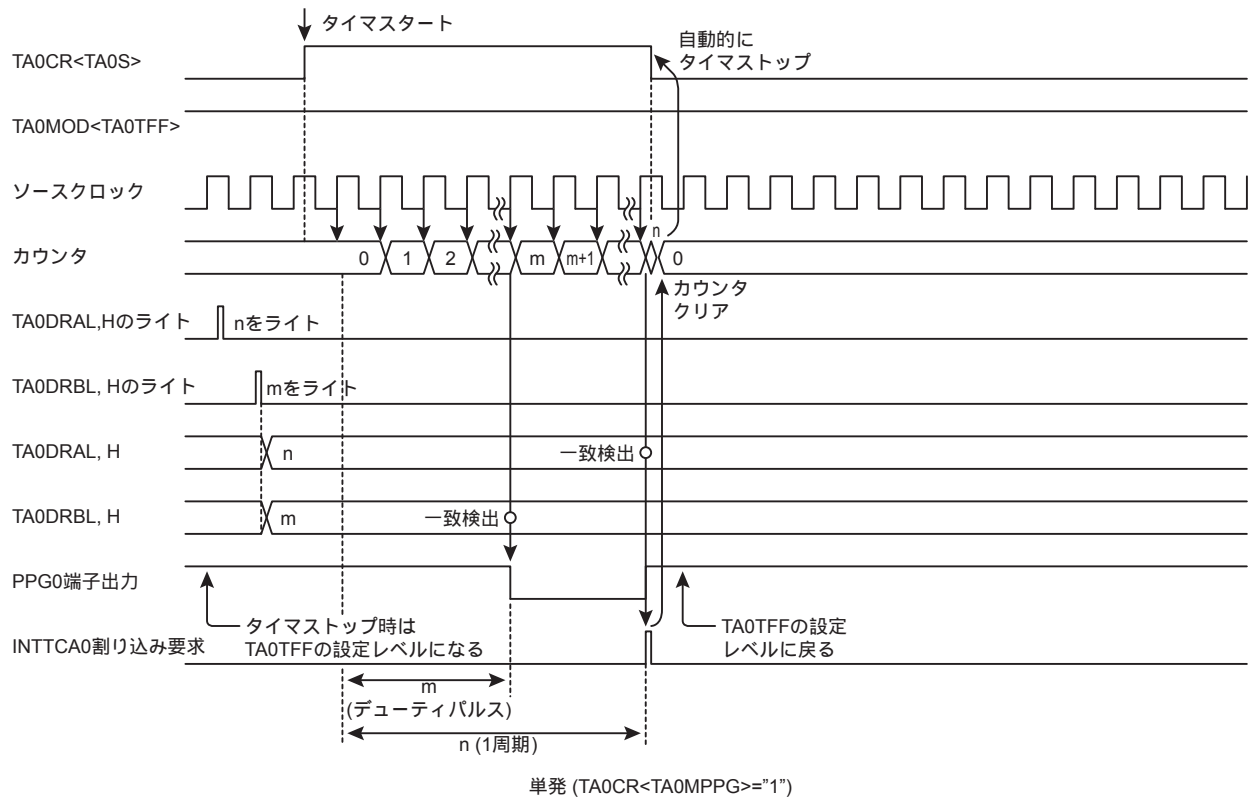 タイマスタート
TA0CR<TA0S>
自動的に
タイマストップ
TA0MOD<TA0TFF>
ソースクロック
カウンタ
0 1 2 m m+1 n 0
カウンタ
クリア
TA0DRAL,Hのライト
nをライト
TA0DRBL, Hのライト
mをライト
TA0DRAL, H
n
一致検出
TA0DRBL, H
m
一致検出
PPG0端子出力
タイマストップ時は
TA0TFFの設定レベルになる
TA0TFFの設定
レベルに戻る
INTTCA0割り込み要求
m
(デューティパルス)
n (1周期)
単発 (TA0CR<TA0MPPG>=”1”)